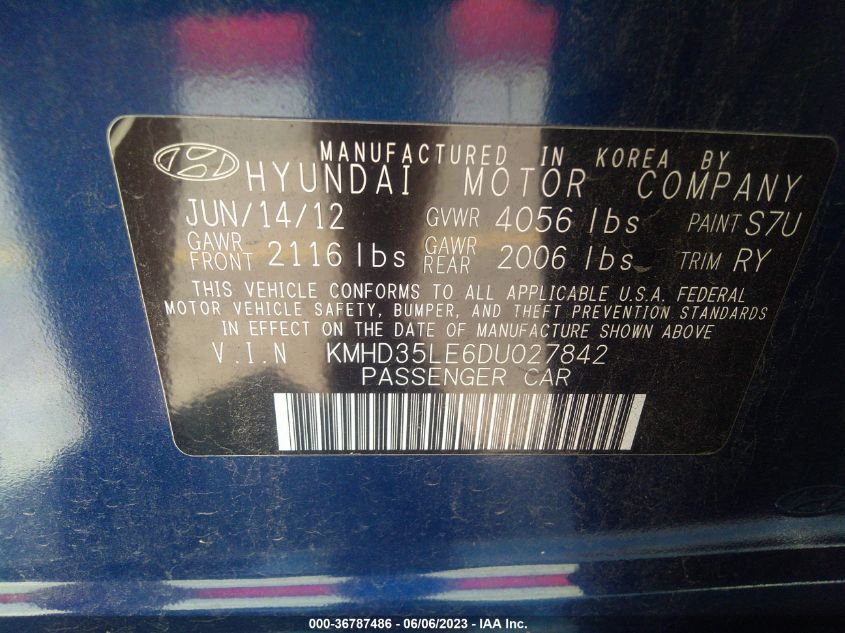 MANUFACTURED IN KOREA BY
HYUNDAI MOTOR COMPANY
JUN/14/12 GVWR 4056 lbs PAINT S7U
GAWR FRONT 2116 lbs GAWR REAR 2006 lbs TRIM RY
THIS VEHICLE CONFORMS TO ALL APPLICABLE U.S.A. FEDERAL
MOTOR VEHICLE SAFETY, BUMPER, AND THEFT PREVENTION STANDARDS
IN EFFECT ON THE DATE OF MANUFACTURE SHOWN ABOVE
V.I.N KMHD35LE6DU027842
PASSENGER CAR
000-36787486 - 06/06/2023 - IAA Inc.